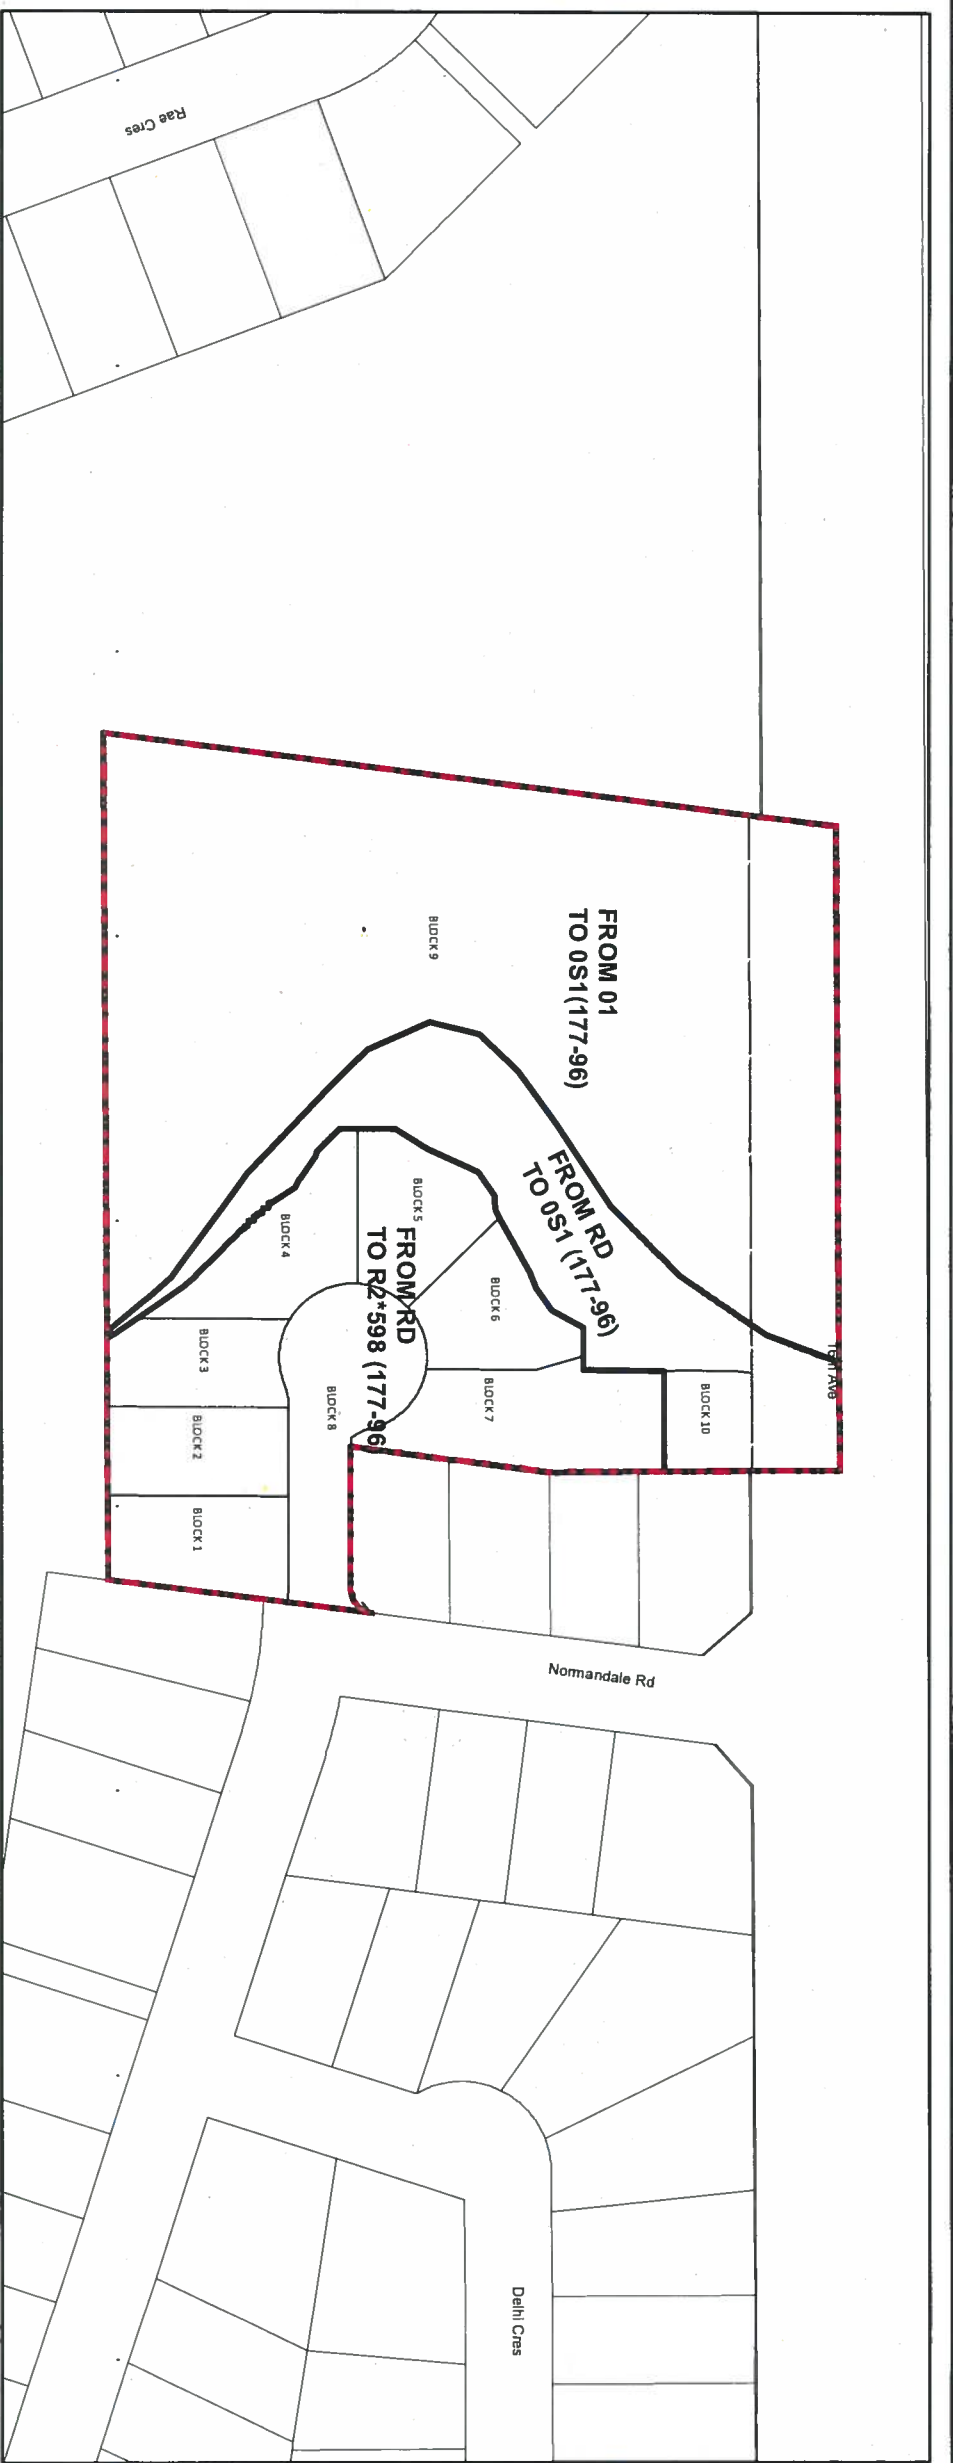 16th Ave
FROM 01
TO 0S1(177-96)
BLOCK 9
FROM RD
TO 0S1 (177-96)
BLOCK 5
BLOCK 4
FROM RD
TO R2*598 (177-96
BLOCK 6
BLOCK 10
BLOCK 7
BLOCK 8
BLOCK 3
BLOCK 2
BLOCK 1
Rae Cres
Normandale Rd
Delhi Cres